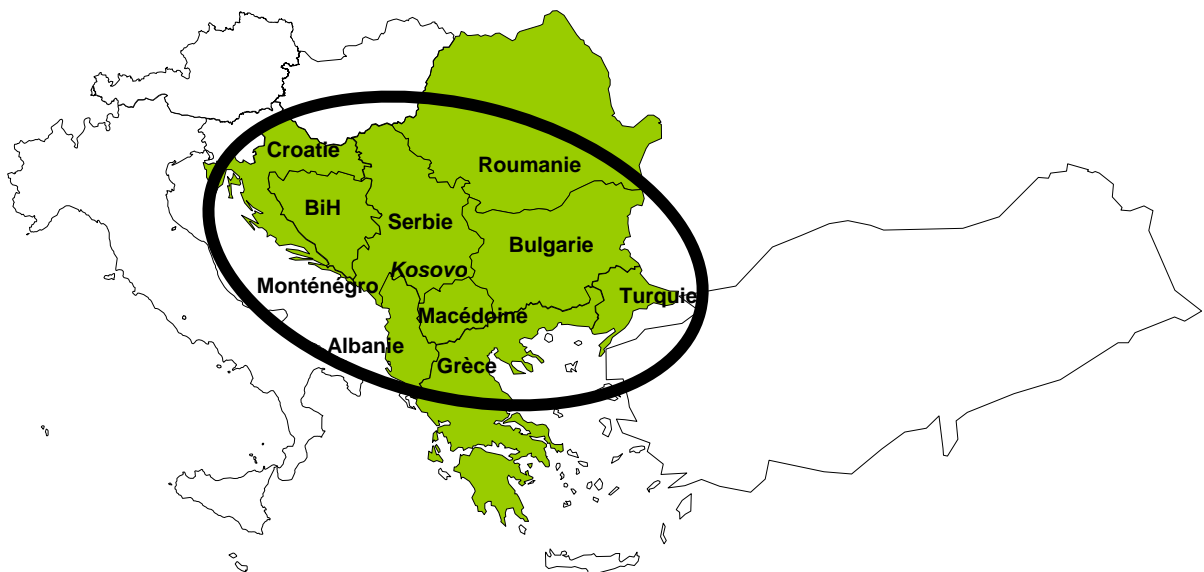 Croatie
Roumanie
BiH
Serbie
Bulgarie
Kosovo
Monténégro
Turquie
Macédoine
Albanie
Grèce